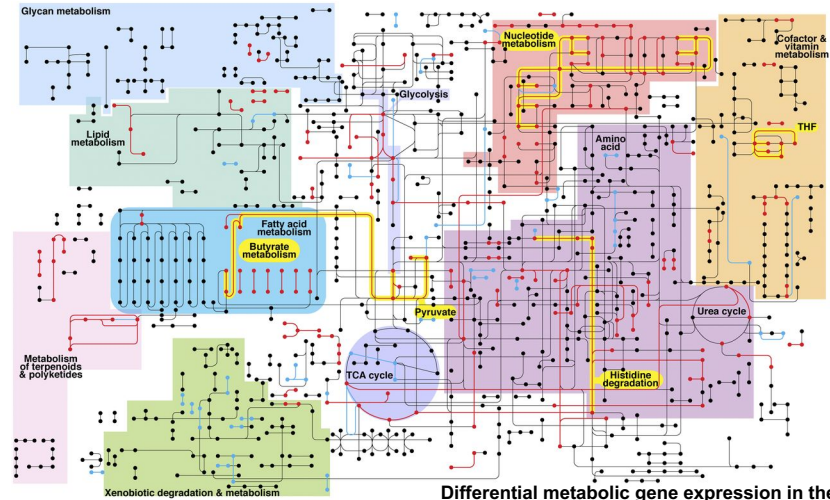 Glycan metabolism
Nucleotide
metabolism
Cofactor &
vitamin
metabolism
Glycolysis
THF
Lipid
metabolism
Amino
acid
Fatty acid
metabolism
Butyrate
metabolism
Pyruvate
Urea cycle
Metabolism
of terpenoids
& polyketides
TCA cycle
Histidine
degradation
Xenobiotic degradation & metabolism
Differential metabolic gene expression in the